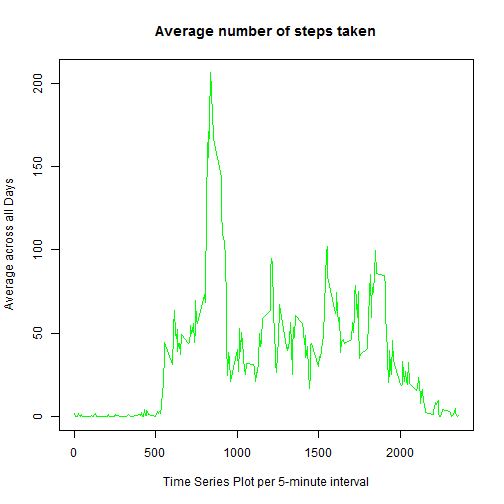 Average number of steps taken
200
150
100
50
0
Average across all Days
0 500 1000 1500 2000
Time Series Plot per 5-minute interval